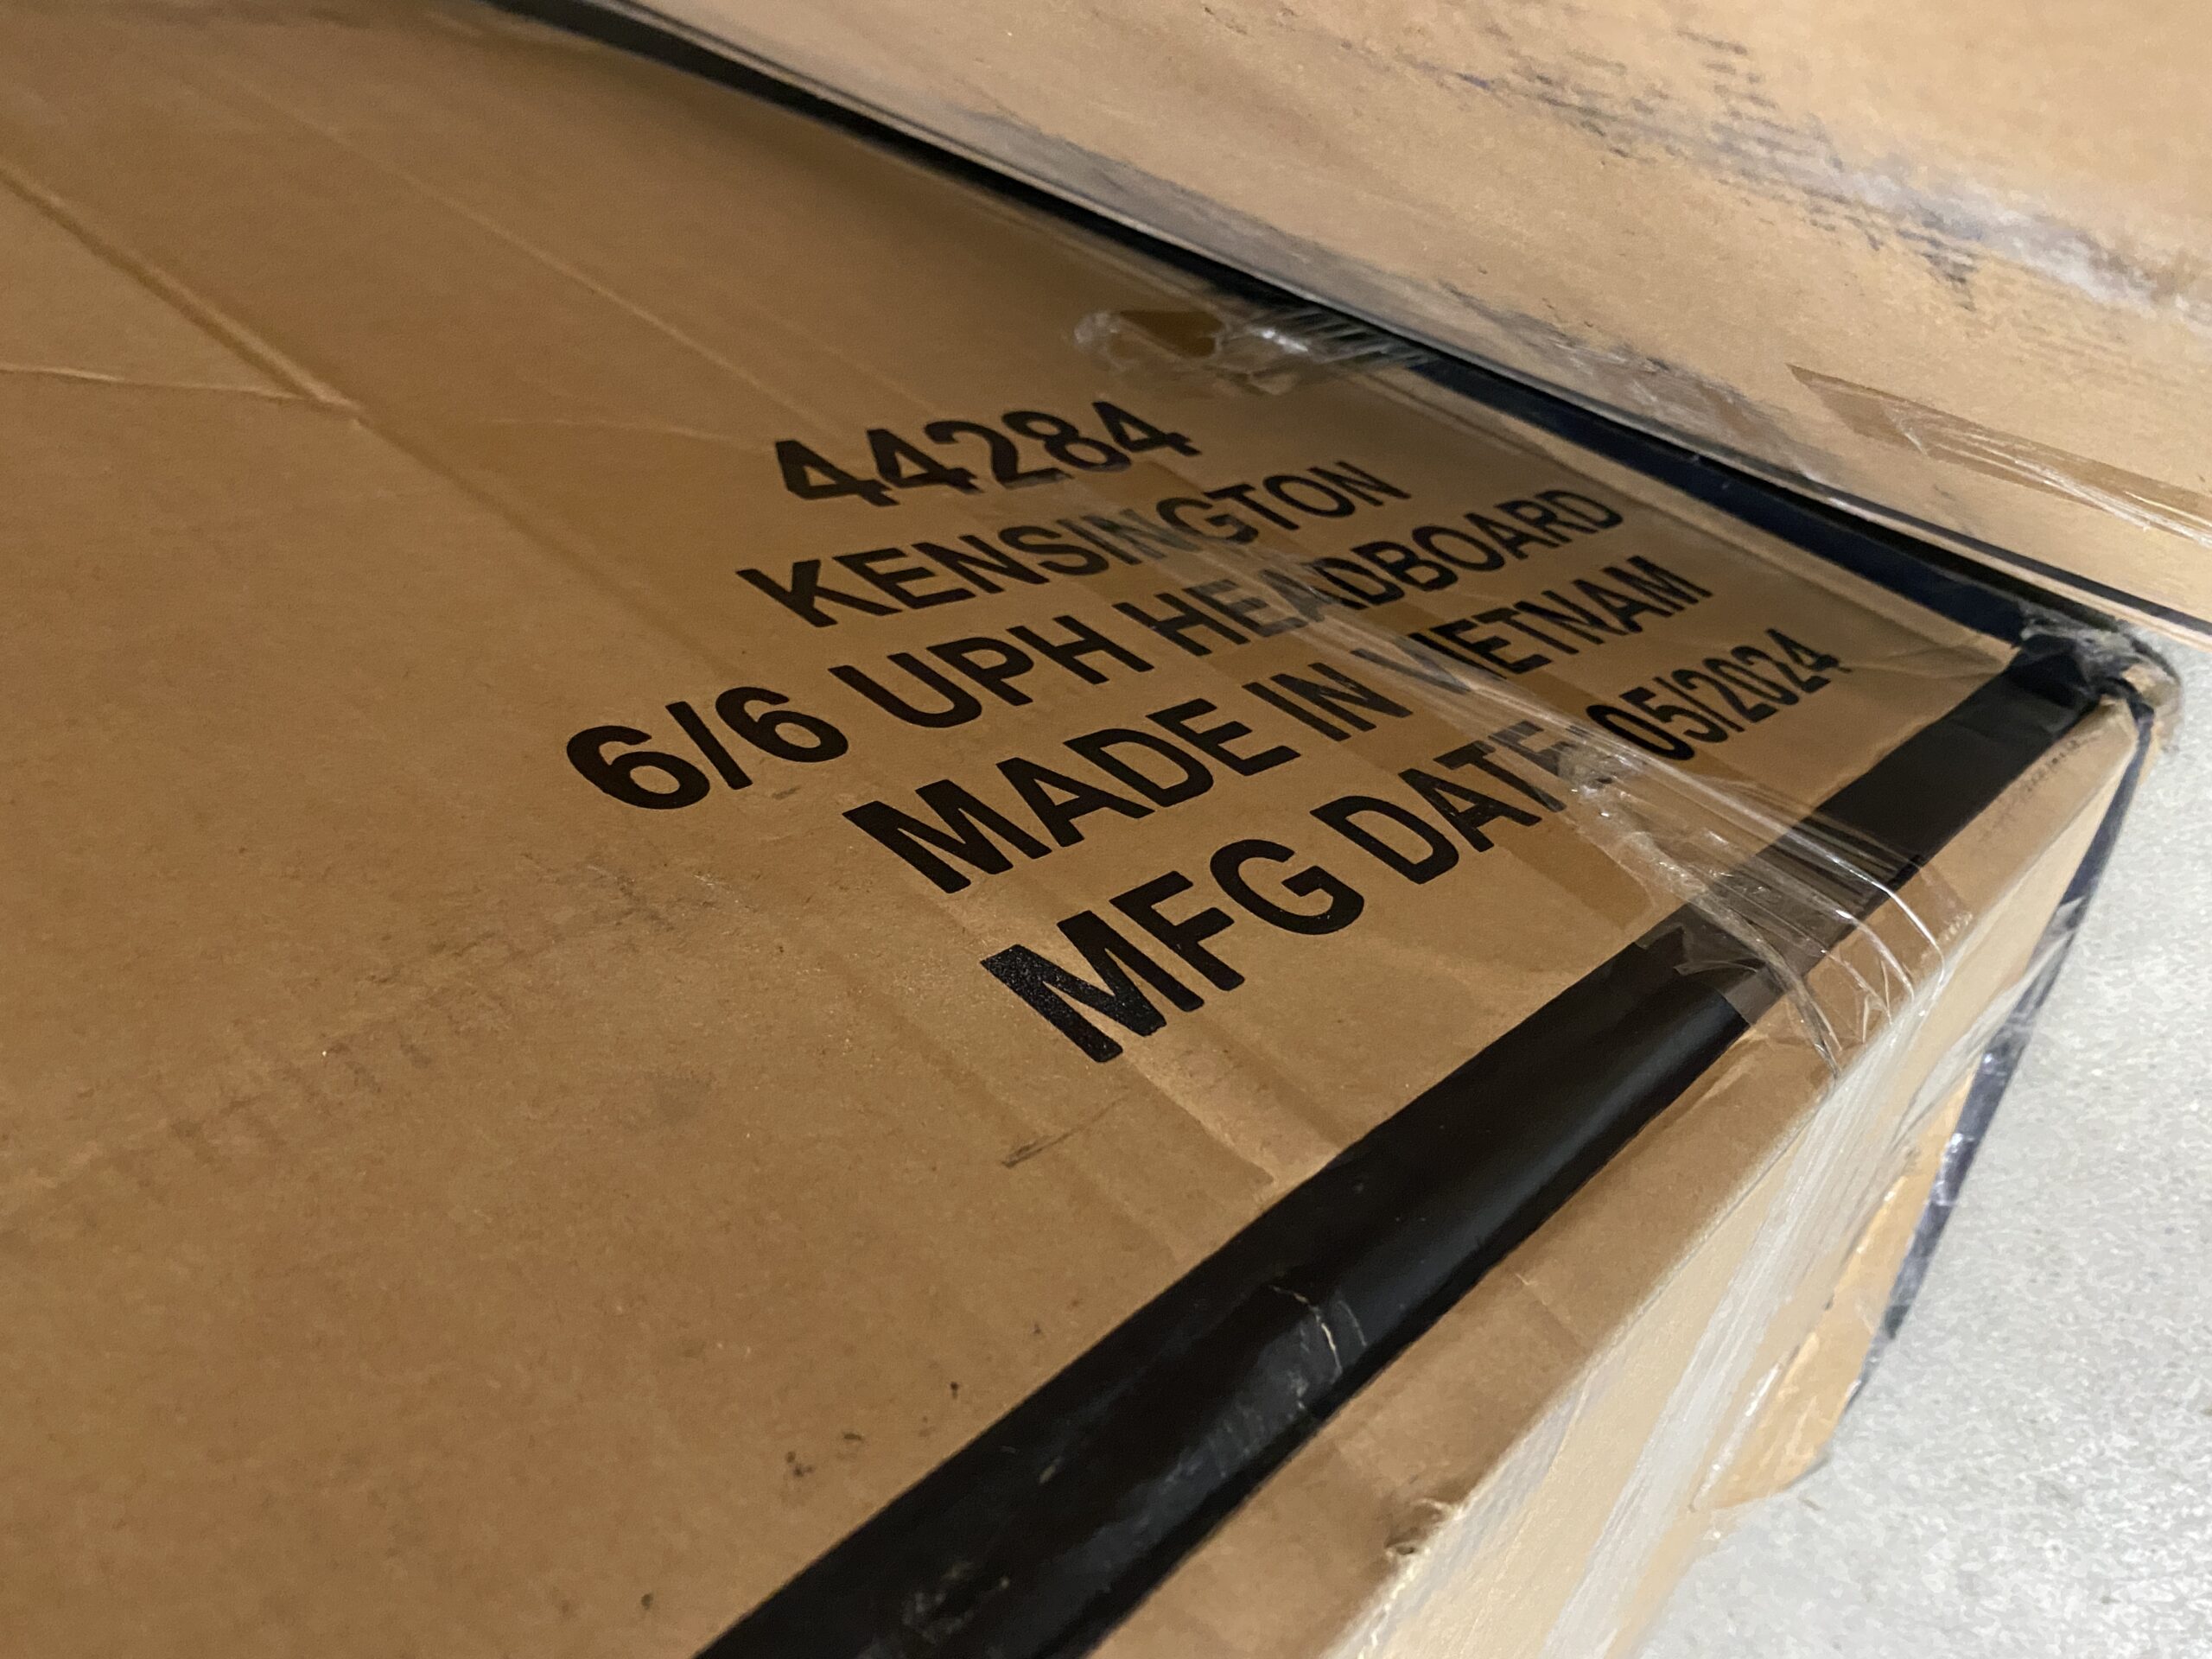 44284
KENSINGTON
6/6 UPH HEADBOARD
MADE IN VIETNAM
MFG DATE: 05/2024